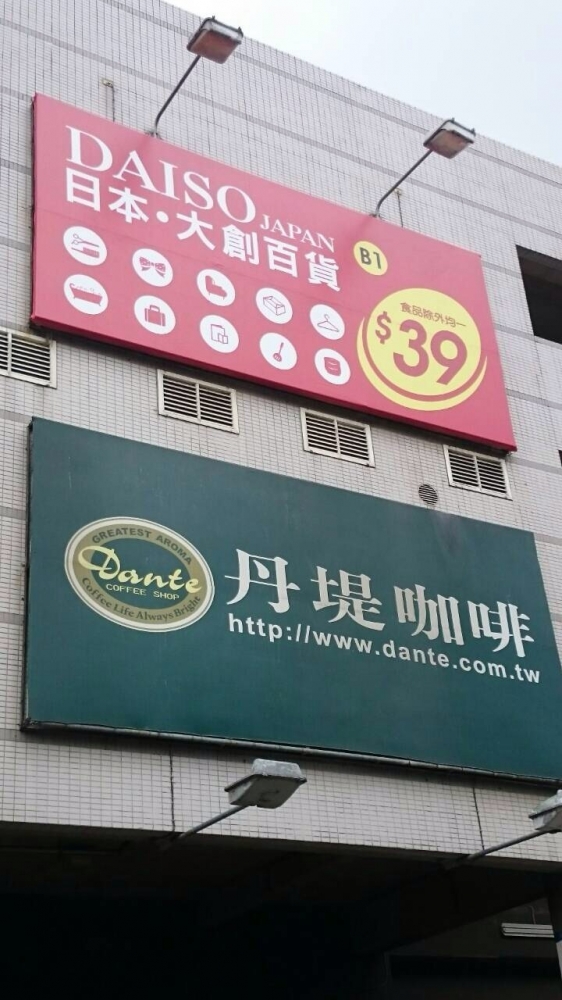 DAISO JAPAN
日本·大創百貨
B1
食品除外均一
$39
GREATEST AROMA
Dante
COFFEE SHOP
Coffee Life Always Bright
丹堤咖啡
http://www.dante.com.tw